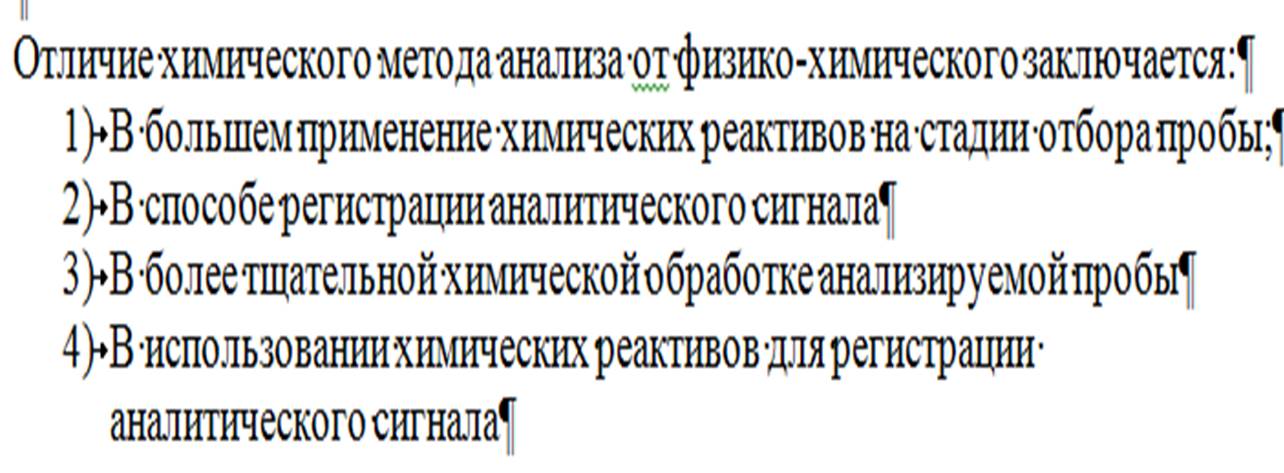 Отличие химического метода анализа от физико-химического заключается:
1) В большем применение химических реактивов на стадии отбора пробы;
2) В способе регистрации аналитического сигнала
3) В более тщательной химической обработке анализируемой пробы
4) В использовании химических реактивов для регистрации
аналитического сигнала